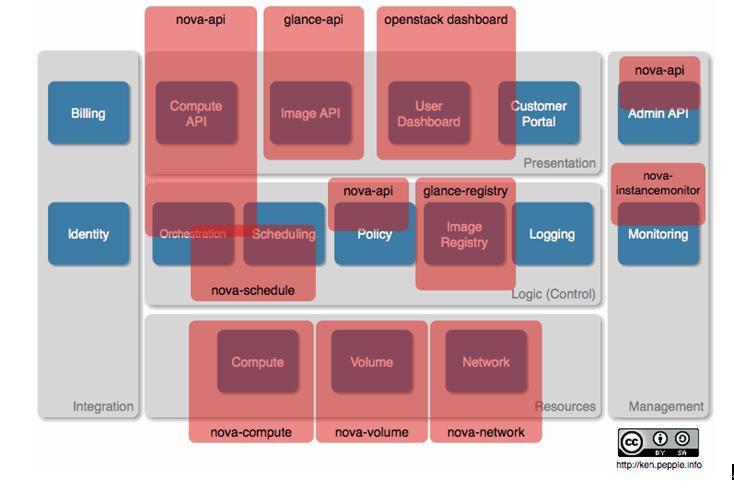 nova-api
glance-api
openstack dashboard
nova-api
Billing
Compute
API
Image API
User
Dashboard
Customer
Portal
Admin API
Presentation
nova-api
glance-registry
nova-
instancemonitor
Identity
Orchestration
Scheduling
Policy
Image
Registry
Logging
Monitoring
nova-schedule
Logic (Control)
Compute
Volume
Network
Integration
Resources
Management
nova-compute
nova-volume
nova-network
cc
BY SA
http://ken.pepple.info